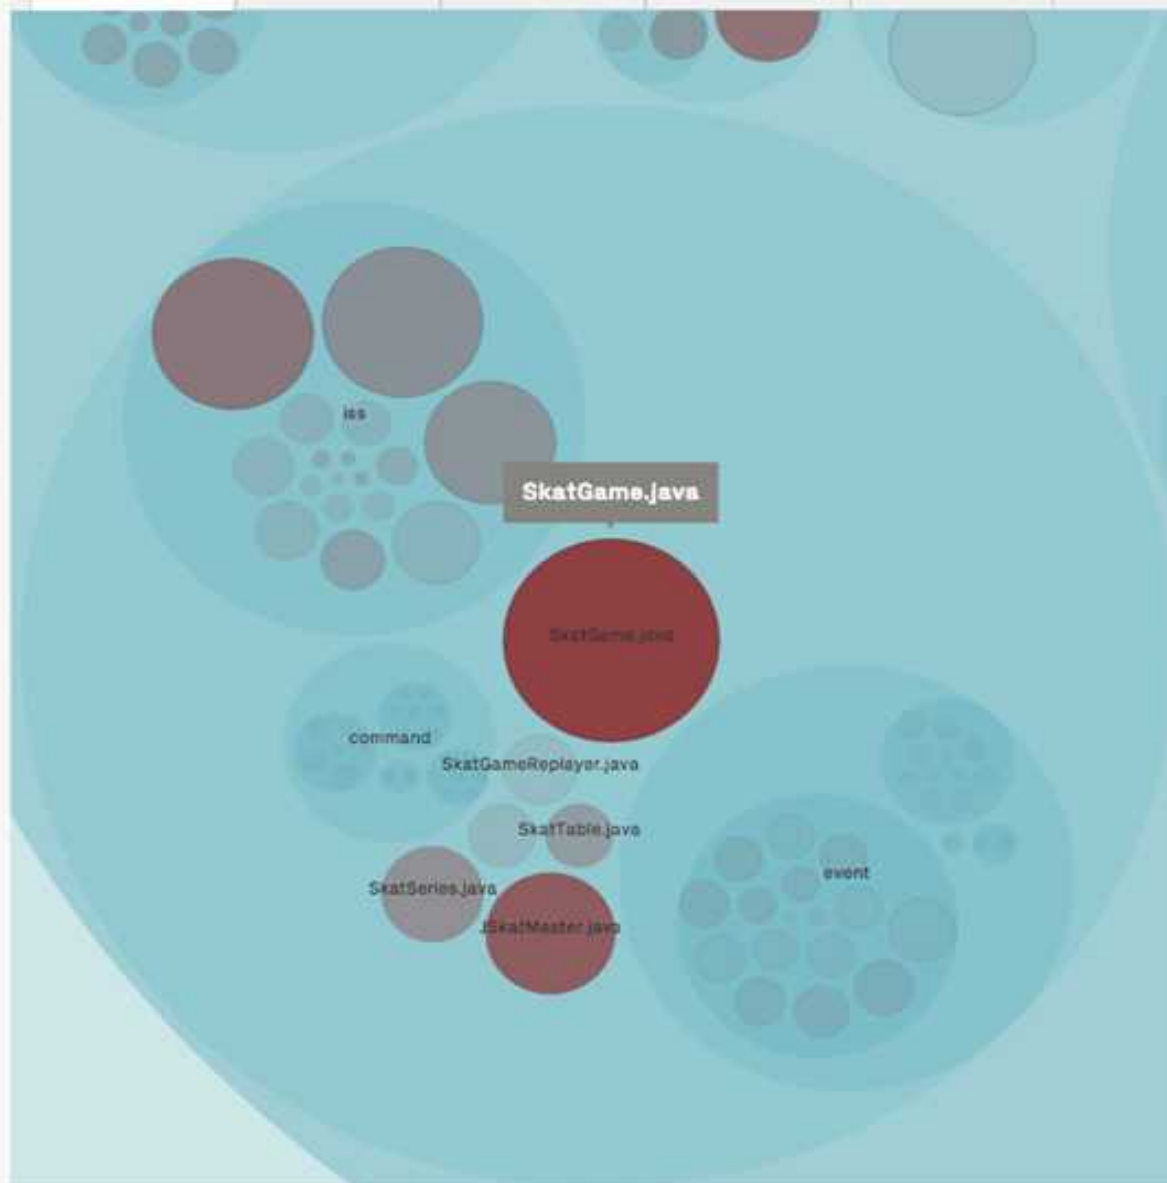 iss
SkatGame.java
SkatGame.java
command
SkatGameReplayer.java
SkatTable.java
event
SkatSeries.java
JSkatMaster.java